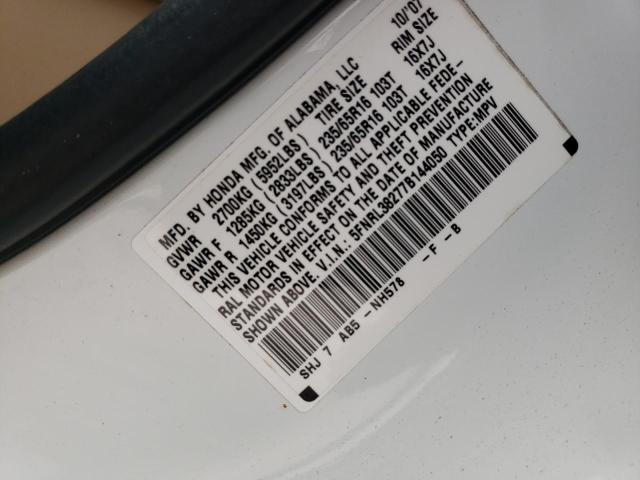 MFD. BY HONDA MFG. OF ALABAMA, LLC 10/'07
GVWR 2700KG (5952LBS) TIRE SIZE RIM SIZE
GAWR F 1285KG (2833LBS) 235/65R16 103T 16X7J
GAWR R 1450KG (3197LBS) 235/65R16 103T 16X7J
THIS VEHICLE CONFORMS TO ALL APPLICABLE FEDE-
RAL MOTOR VEHICLE SAFETY AND THEFT PREVENTION
STANDARDS IN EFFECT ON THE DATE OF MANUFACTURE
SHOWN ABOVE. V.I.N: 5FNRL38277B14050 TYPE:MPV
SHJ 7 AB5 -NH578 -F -B